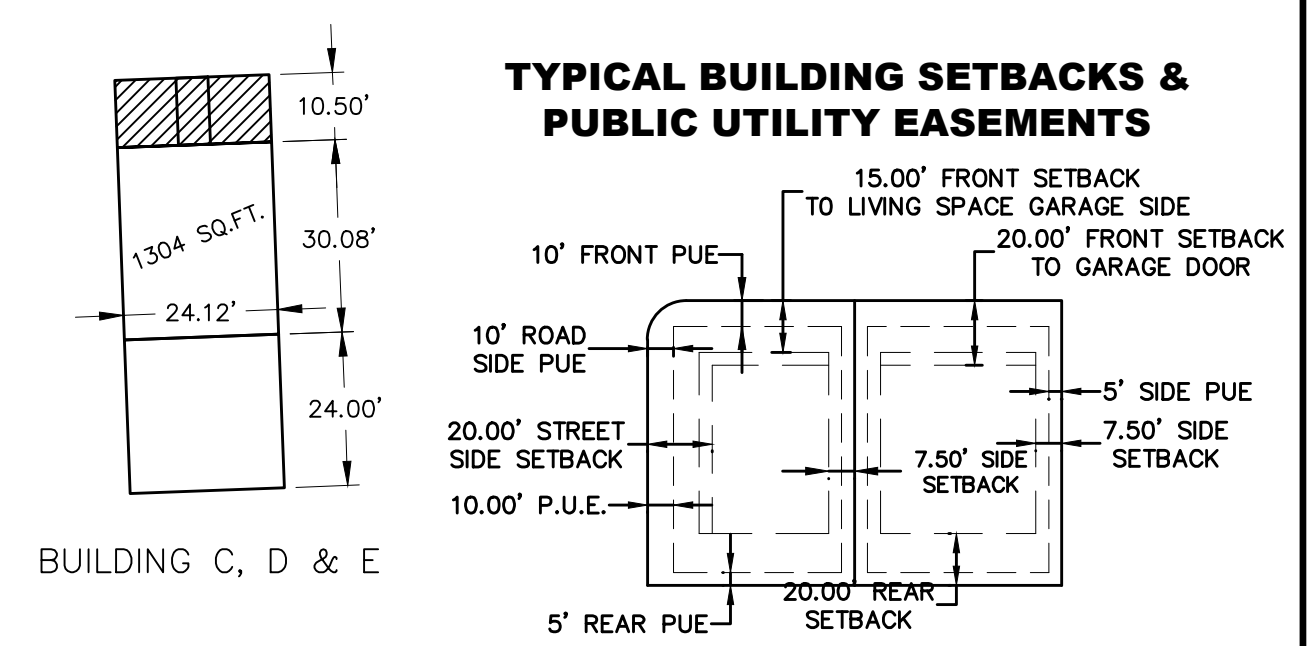 10.50'
1304 SQ.FT.
30.08'
24.12'
24.00'
BUILDING C, D & E
TYPICAL BUILDING SETBACKS &
PUBLIC UTILITY EASEMENTS
15.00' FRONT SETBACK
TO LIVING SPACE GARAGE SIDE
10' FRONT PUE
20.00' FRONT SETBACK
TO GARAGE DOOR
10' ROAD
SIDE PUE
5' SIDE PUE
20.00' STREET
SIDE SETBACK
7.50' SIDE
SETBACK
7.50' SIDE
SETBACK
10.00' P.U.E.
20.00' REAR
SETBACK
5' REAR PUE